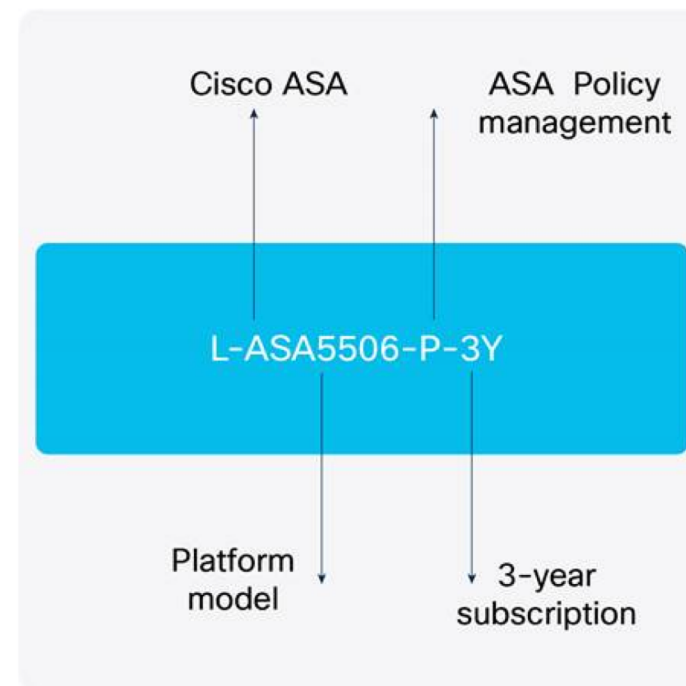 Cisco ASA
ASA Policy
management
L-ASA5506-P-3Y
Platform
model
3-year
subscription